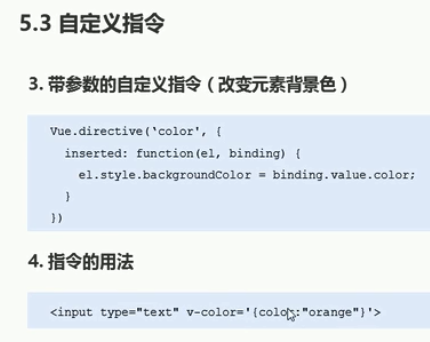 5.3 自定义指令
3. 带参数的自定义指令（改变元素背景色）
Vue.directive('color', {
inserted: function(el, binding) {
el.style.backgroundColor = binding.value.color;
}
})
4. 指令的用法
<input type="text" v-color='{color:"orange"}'>